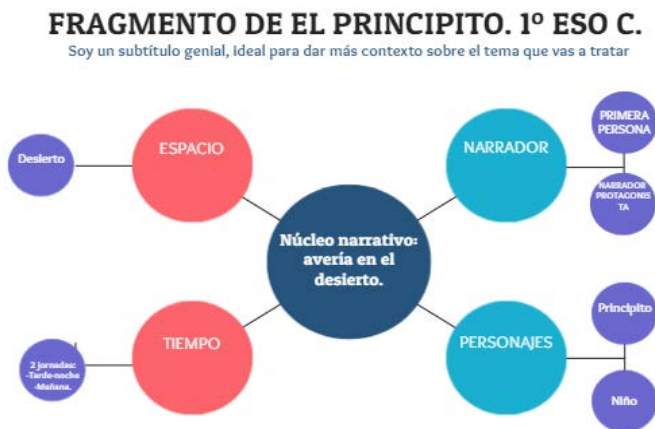 FRAGMENTO DE EL PRINCIPITO. 1º ESO C.
Soy un subtítulo genial, ideal para dar más contexto sobre el tema que vas a tratar
Desierto
ESPACIO
NARRADOR
PRIMERA
PERSONA
NARRADOR
PROTAGONIS
TA
Núcleo narrativo:
avería en el
desierto.
2 jornadas:
-Tarde-noche
-Mañana.
TIEMPO
PERSONAJES
Principito
Niño